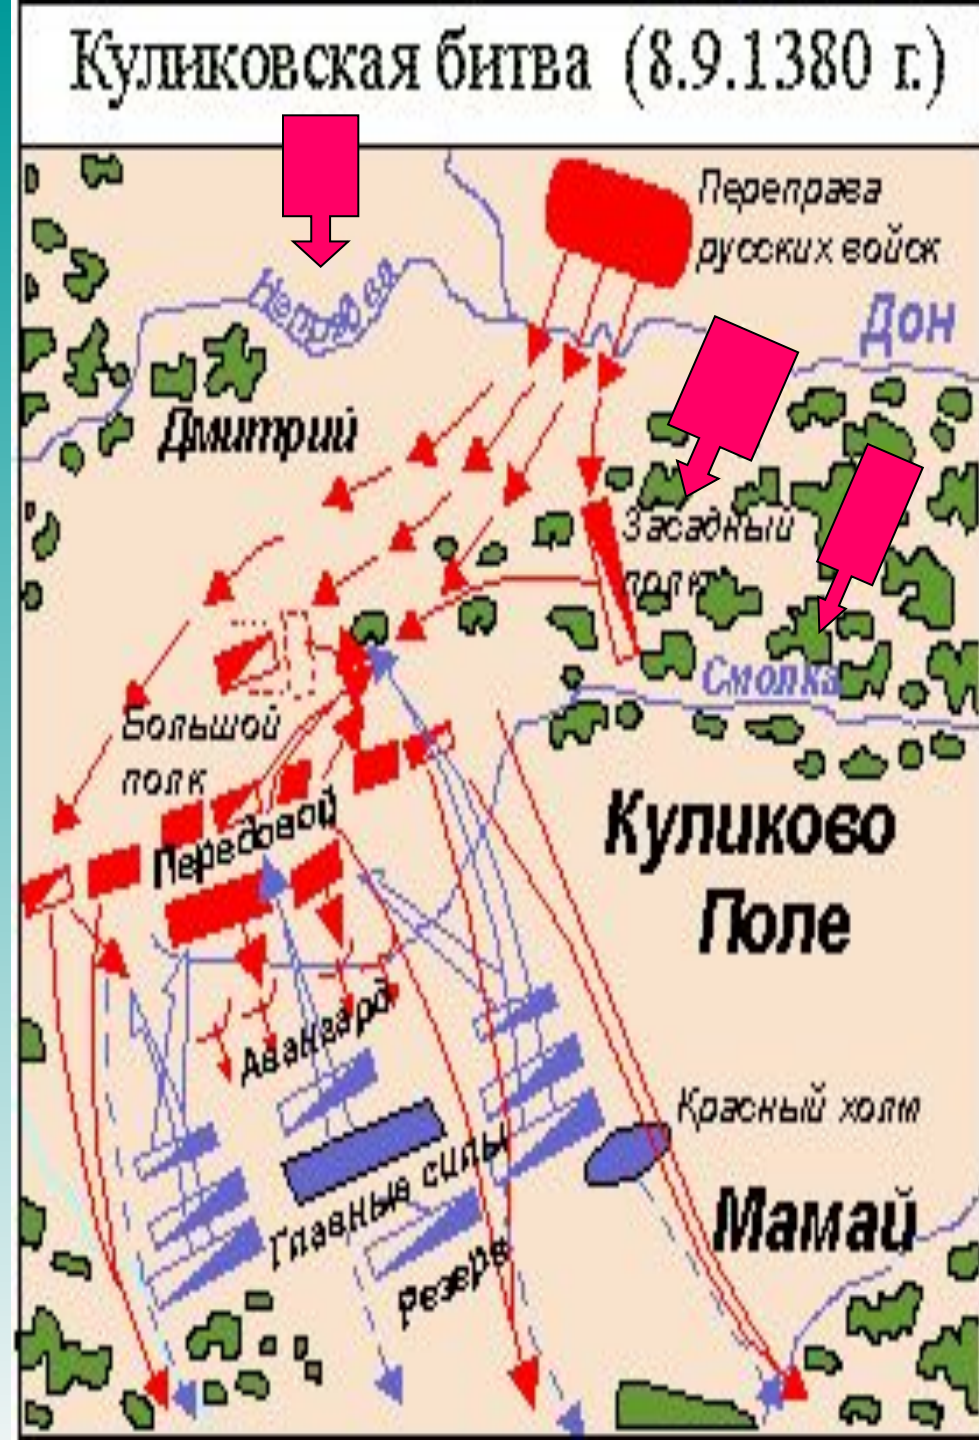 Куликовская битва (8.9.1380 г.)
Переправа
русских войск
Непрядва
Дон
Дмитрий
Засадный
полк
Смолка
Большой
полк
Передовой
Куликово
Поле
Авангард
Красный холм
Главные силы
Мамай
Резерв